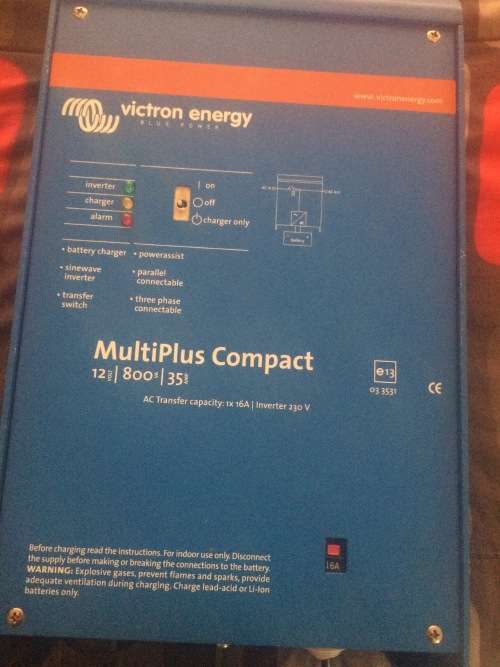 www.victronenergy.com
victron energy
BLUE POWER
inverter
charger
alarm
on
off
charger only
Battery
• battery charger
• sinewave
inverter
• transfer
switch
• powerassist
• parallel
connectable
• three phase
connectable
MultiPlus Compact
12 VOLT | 800 VA | 35 AMP
AC Transfer capacity: 1x 16A | Inverter 230 V
e13
03 3531
CE
Before charging read the instructions. For indoor use only. Disconnect
the supply before making or breaking the connections to the battery.
WARNING: Explosive gases, prevent flames and sparks, provide
adequate ventilation during charging. Charge lead-acid or Li-Ion
batteries only.
16A